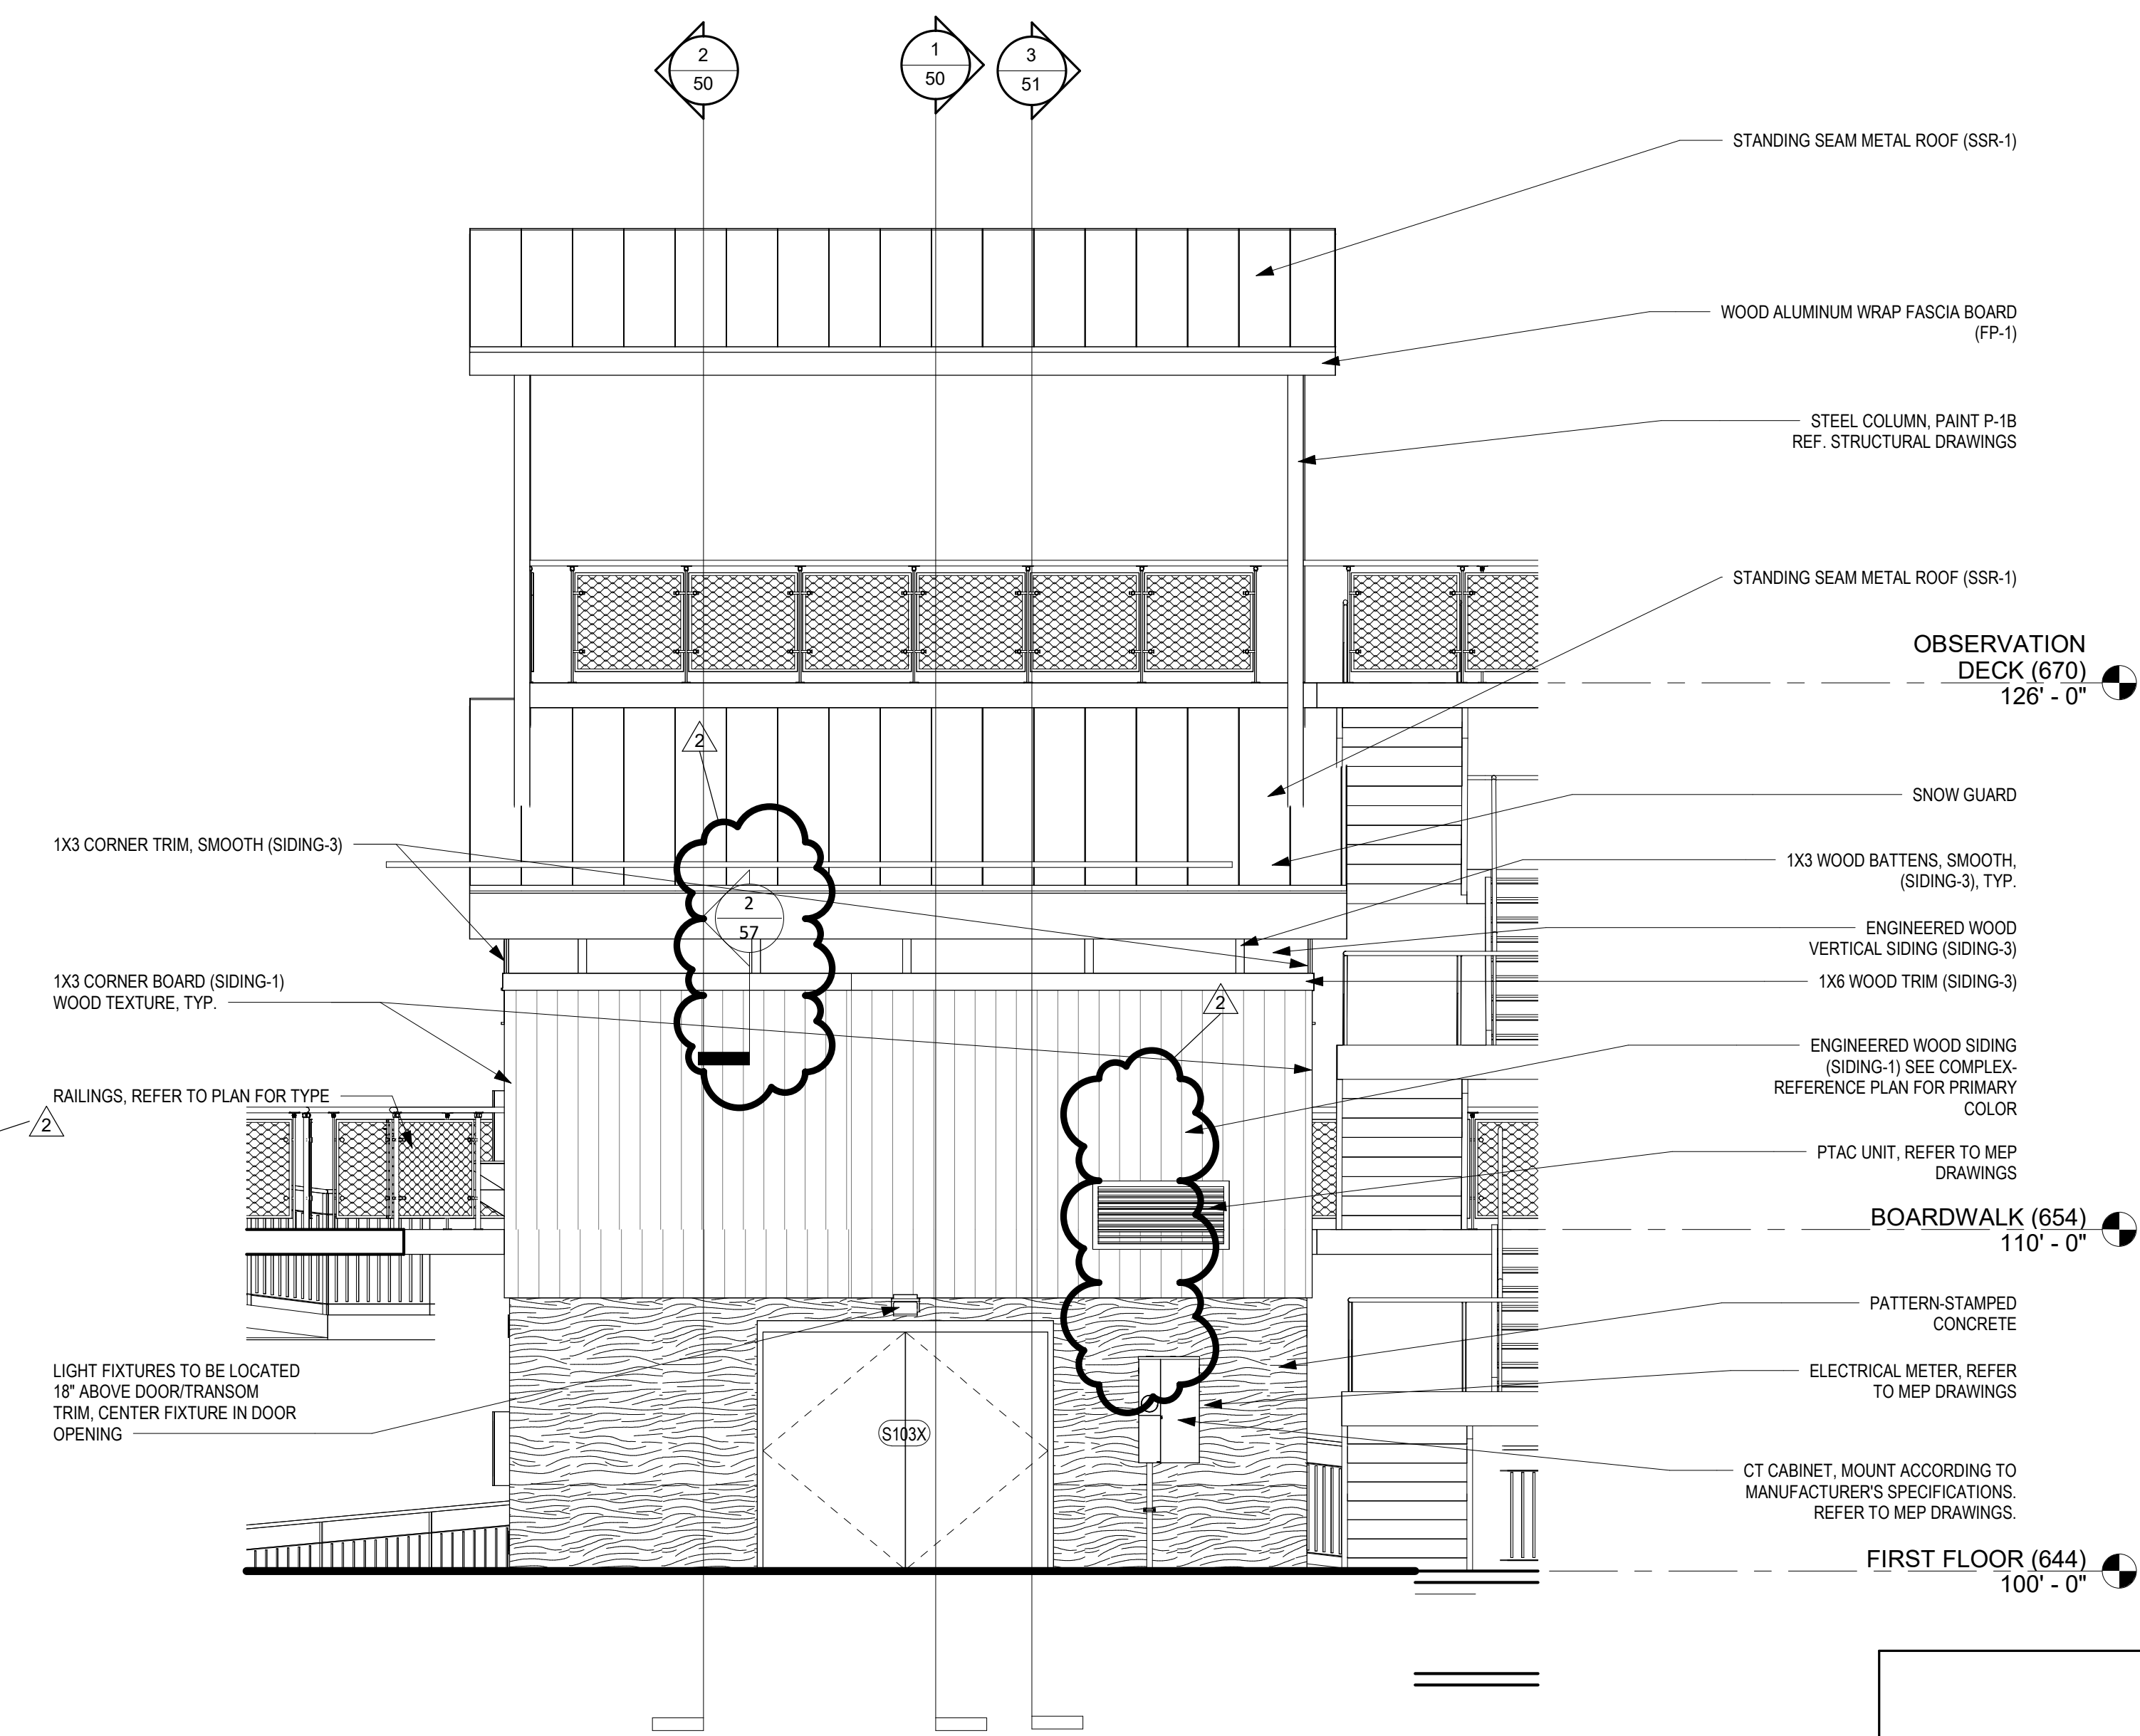 2
50
1
50
3
51
STANDING SEAM METAL ROOF (SSR-1)
WOOD ALUMINUM WRAP FASCIA BOARD
(FP-1)
STEEL COLUMN, PAINT P-1B
REF. STRUCTURAL DRAWINGS
STANDING SEAM METAL ROOF (SSR-1)
OBSERVATION
DECK (670)
126' - 0"
2
SNOW GUARD
1X3 CORNER TRIM, SMOOTH (SIDING-3)
1X3 WOOD BATTENS, SMOOTH,
(SIDING-3), TYP.
2
57
ENGINEERED WOOD
VERTICAL SIDING (SIDING-3)
1X3 CORNER BOARD (SIDING-1)
WOOD TEXTURE, TYP.
1X6 WOOD TRIM (SIDING-3)
2
ENGINEERED WOOD SIDING
(SIDING-1) SEE COMPLEX-
REFERENCE PLAN FOR PRIMARY
COLOR
RAILINGS, REFER TO PLAN FOR TYPE
2
PTAC UNIT, REFER TO MEP
DRAWINGS
BOARDWALK (654)
110' - 0"
PATTERN-STAMPED
CONCRETE
LIGHT FIXTURES TO BE LOCATED
18" ABOVE DOOR/TRANSOM
TRIM, CENTER FIXTURE IN DOOR
OPENING
ELECTRICAL METER, REFER
TO MEP DRAWINGS
S103X
CT CABINET, MOUNT ACCORDING TO
MANUFACTURER'S SPECIFICATIONS.
REFER TO MEP DRAWINGS.
FIRST FLOOR (644)
100' - 0"